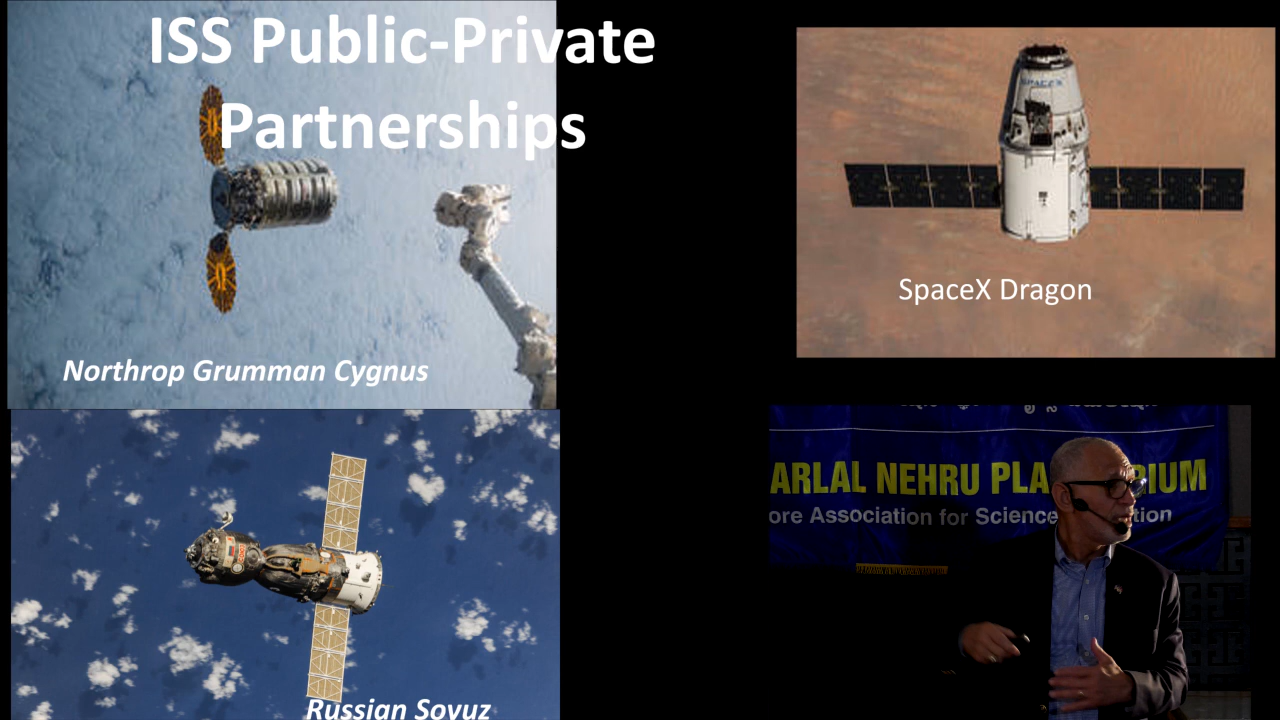 ISS Public-Private
Partnerships
SPACEX
SpaceX Dragon
Northrop Grumman Cygnus
ARLAL NEHRU PLA RIUM
ore Association for Science tion
Russian Soyuz